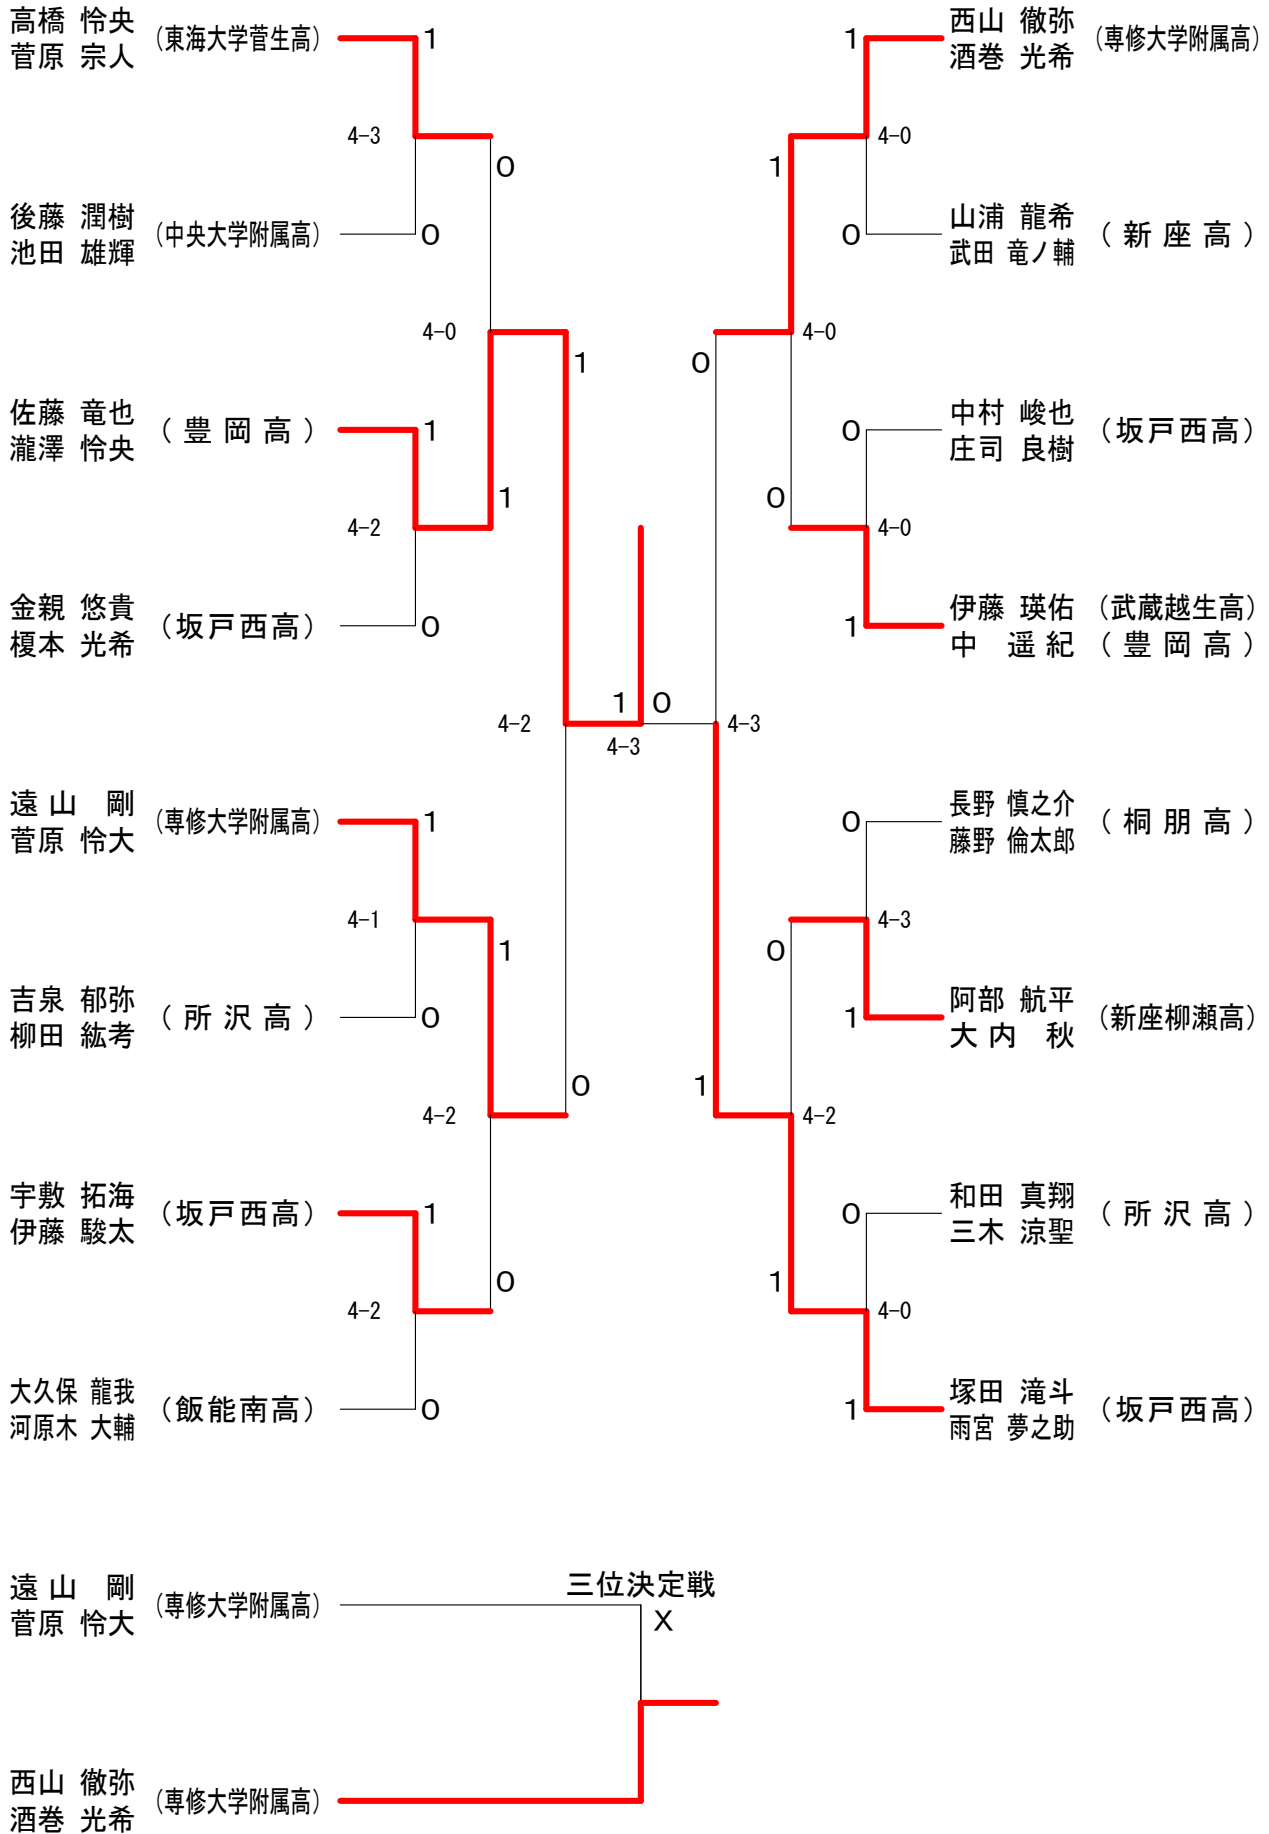 高橋 怜央
菅原 宗人
(東海大学菅生高)
1
4-3
0
後藤 潤樹
池田 雄輝
(中央大学附属高)
0
4-0
1
佐藤 竜也
瀧澤 怜央
(豊岡高)
1
1
4-2
金親 悠貴
榎本 光希
(坂戸西高)
0
4-2
1
0
4-3
4-3
遠山 剛
菅原 怜大
(専修大学附属高)
1
4-1
1
吉泉 郁弥
柳田 紘考
(所沢高)
0
4-2
0
宇敷 拓海
伊藤 駿太
(坂戸西高)
1
0
4-2
大久保 龍我
河原木 大輔
(飯能南高)
0
1
西山 徹弥
酒巻 光希
(専修大学附属高)
4-0
1
0
山浦 龍希
武田 竜ノ輔
(新座高)
4-0
0
0
中村 峻也
庄司 良樹
(坂戸西高)
0
4-0
1
伊藤 瑛佑 (武蔵越生高)
中 遥紀 (豊岡高)
0
長野 慎之介
藤野 倫太郎
(桐朋高)
4-3
0
1
阿部 航平
大内 秋
(新座柳瀬高)
1
4-2
0
和田 真翔
三木 涼聖
(所沢高)
1
4-0
1
塚田 滝斗
雨宮 夢之助
(坂戸西高)
三位決定戦
遠山 剛
菅原 怜大
(専修大学附属高)
X
西山 徹弥
酒巻 光希
(専修大学附属高)